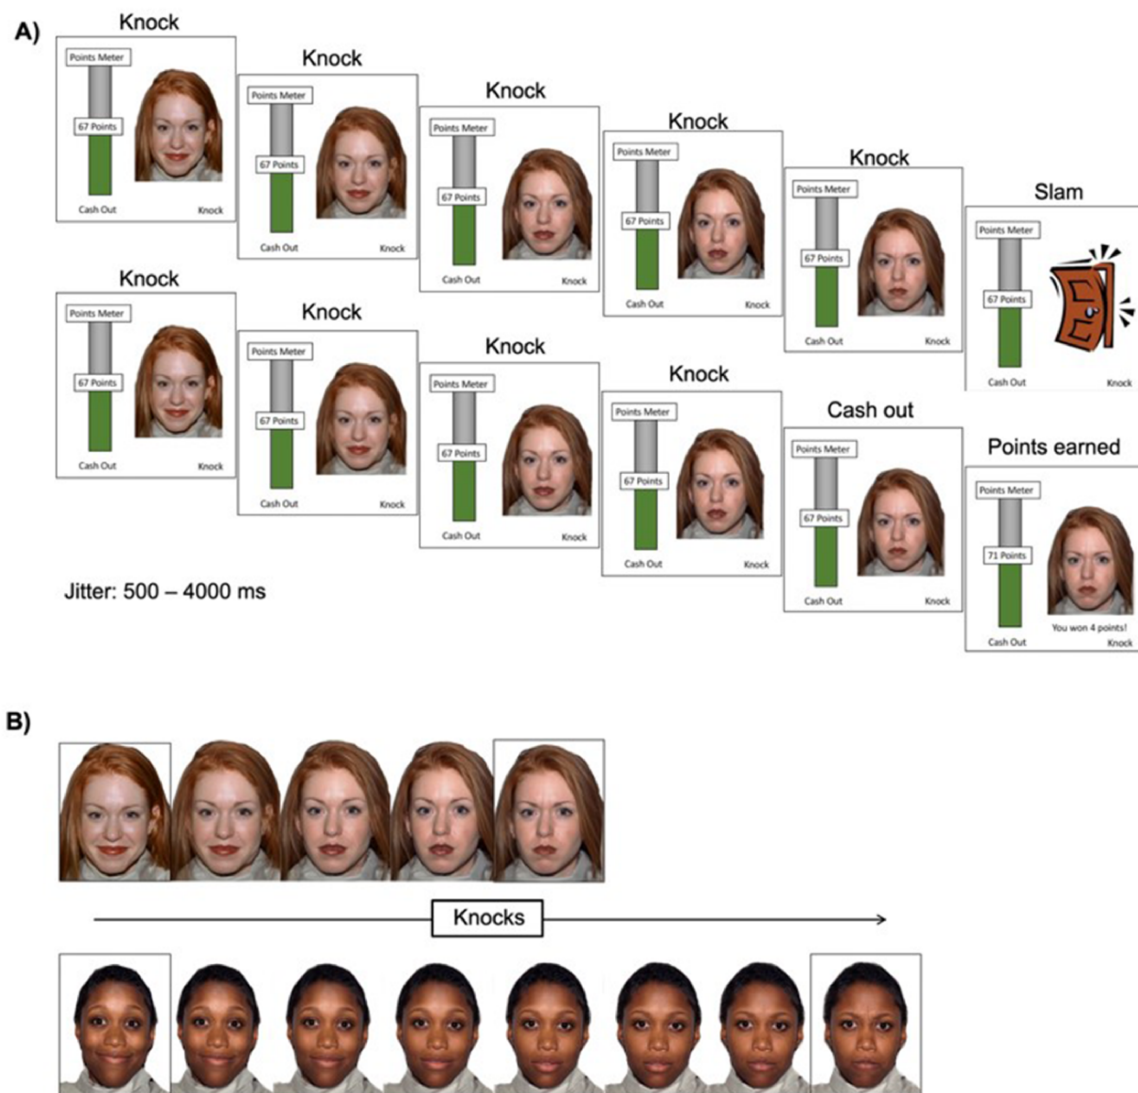 A)
Knock
Points Meter
67 Points
Cash Out
Knock
Knock
Points Meter
67 Points
Cash Out
Knock
Knock
Points Meter
67 Points
Cash Out
Knock
Knock
Points Meter
67 Points
Cash Out
Knock
Knock
Points Meter
67 Points
Cash Out
Knock
Slam
Points Meter
67 Points
Cash Out
Knock
Knock
Points Meter
67 Points
Cash Out
Knock
Knock
Points Meter
67 Points
Cash Out
Knock
Knock
Points Meter
67 Points
Cash Out
Knock
Knock
Points Meter
67 Points
Cash Out
Knock
Cash out
Points Meter
67 Points
Cash Out
Knock
Points earned
Points Meter
71 Points
You won 4 points!
Cash Out
Knock
Jitter: 500 – 4000 ms
B)
Knocks